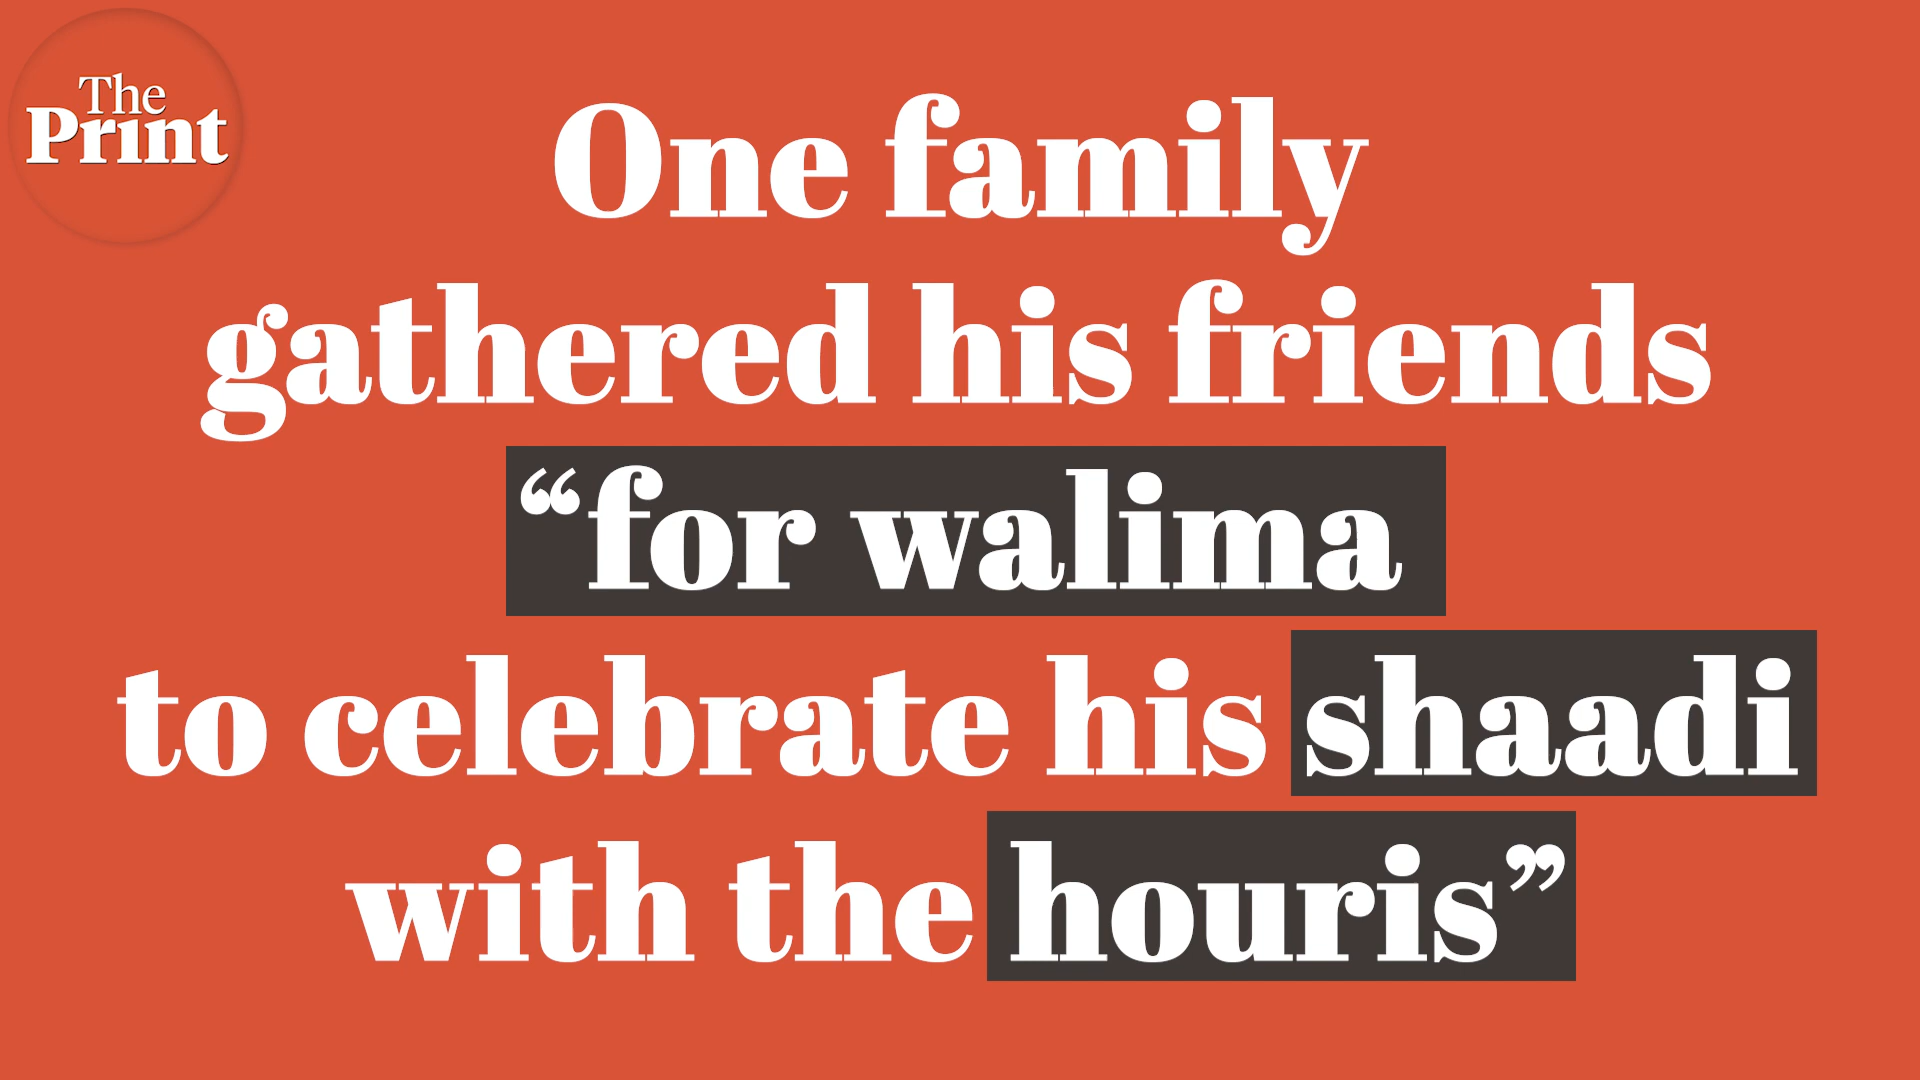 The
Print
One family
gathered his friends
“for walima
to celebrate his shaadi
with the houris”